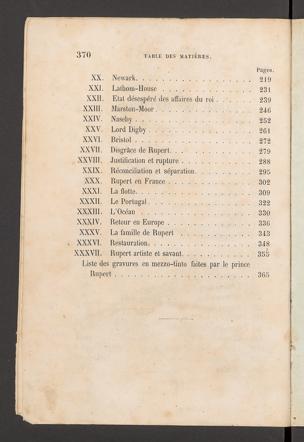 370 TABLE DES MATIÈRES.
Pages.
XX. Newark. 219
XXI. Lathom-House 231
XXII. Etat désespéré des affaires du roi 239
XXIII. Marston-Moor 246
XXIV. Naseby 252
XXV. Lord Digby 261
XXVI. Bristol 272
XXVII. Disgrâce de Rupert. 279
XXVIII. Justification et rupture 288
XXIX. Réconciliation et séparation. 295
XXX. Rupert en France 302
XXXI. La flotte. 309
XXXII. Le Portugal 322
XXXIII. L'Océan 330
XXXIV. Retour en Europe 336
XXXV. La famille de Rupert 343
XXXVI. Restauration. 348
XXXVII. Rupert artiste et savant. 355
Liste des gravures en mezzo-tinto faites par le prince
Rupert 365